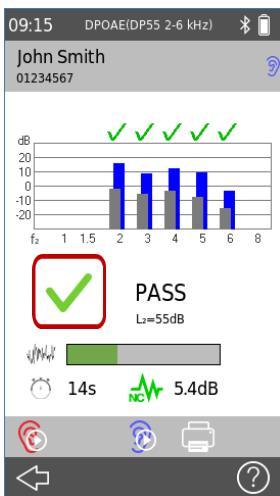 09:15 DPOAE(DP55 2-6 kHz)
John Smith
01234567
dB
20
10
0
-10
-20
f₂ 1 1.5 2 3 4 5 6 8
PASS
L₂=55dB
14s NC 5.4dB
?